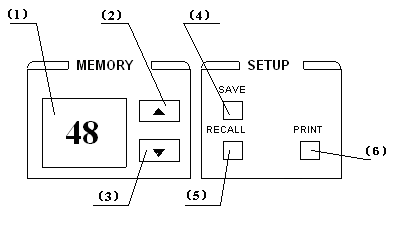 (1)
(2)
(4)
MEMORY
SETUP
48
SAVE
RECALL
PRINT
(3)
(5)
(6)